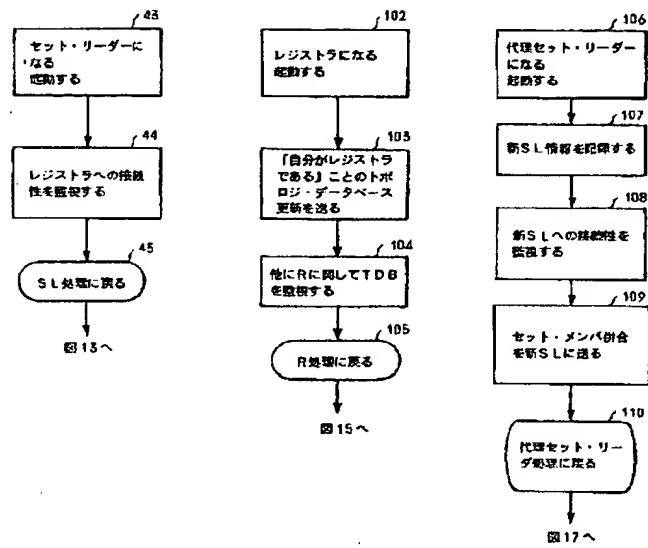 43
セット・リーダーに
なる
起動する
44
レジストラへの接続
性を監視する
45
SL処理に戻る
図13へ
102
レジストラになる
起動する
103
「自分がレジストラ
である」ことのトポ
ロジ・データベース
更新を送る
104
他にRに関してTDB
を監視する
105
R処理に戻る
図15へ
106
代理セット・リーダー
になる
起動する
107
新SL情報を記録する
108
新SLへの接続性を
監視する
109
セット・メンバ併合
を新SLに送る
110
代理セット・リー
ダ処理に戻る
図17へ